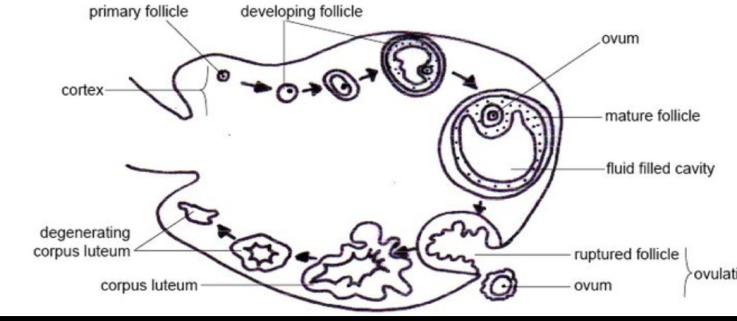 primary follicle
developing follicle
ovum
cortex
mature follicle
fluid filled cavity
degenerating
corpus luteum
ruptured follicle
ovulati
corpus luteum
ovum